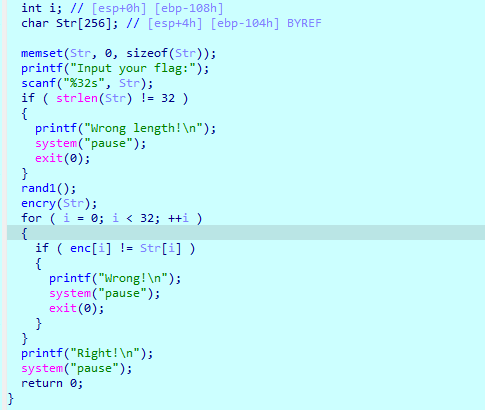 int i; // [esp+0h] [ebp-108h]
char Str[256]; // [esp+4h] [ebp-104h] BYREF
memset(Str, 0, sizeof(Str));
printf("Input your flag:");
scanf("%32s", Str);
if ( strlen(Str) != 32 )
{
printf("Wrong length!\n");
system("pause");
exit(0);
}
rand1();
encry(Str);
for ( i = 0; i < 32; ++i )
{
if ( enc[i] != Str[i] )
{
printf("Wrong!\n");
system("pause");
exit(0);
}
}
printf("Right!\n");
system("pause");
return 0;
}